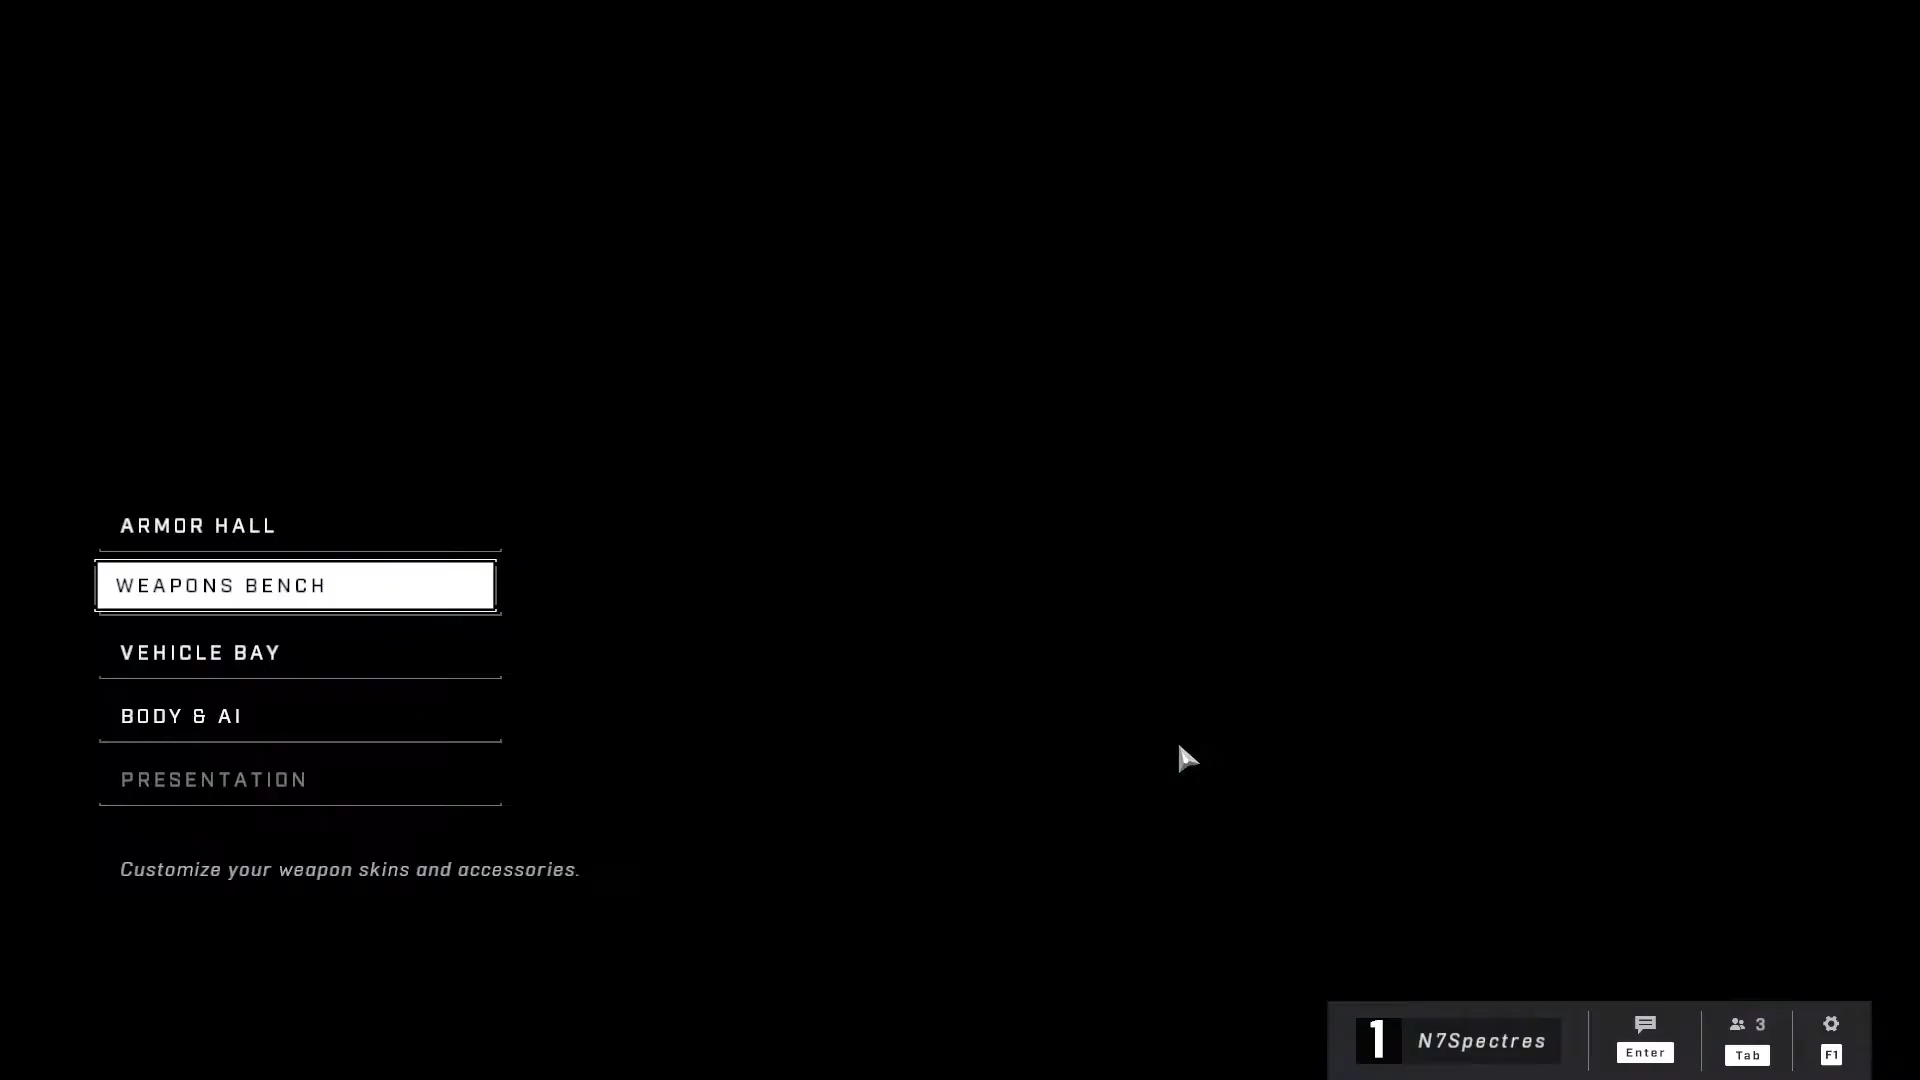 ARMOR HALL
WEAPONS BENCH
VEHICLE BAY
BODY & AI
PRESENTATION
Customize your weapon skins and accessories.
1 N7Spectres
Enter
3
Tab
F1